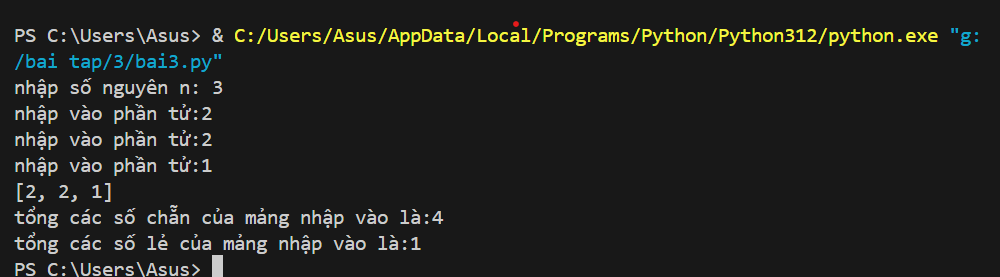 PS C:\Users\Asus> & C:/Users/Asus/AppData/Local/Programs/Python/Python312/python.exe "g:
/bai tap/3/bai3.py"
nhập số nguyên n: 3
nhập vào phần tử:2
nhập vào phần tử:2
nhập vào phần tử:1
[2, 2, 1]
tổng các số chẵn của mảng nhập vào là:4
tổng các số lẻ của mảng nhập vào là:1
PS C:\Users\Asus>